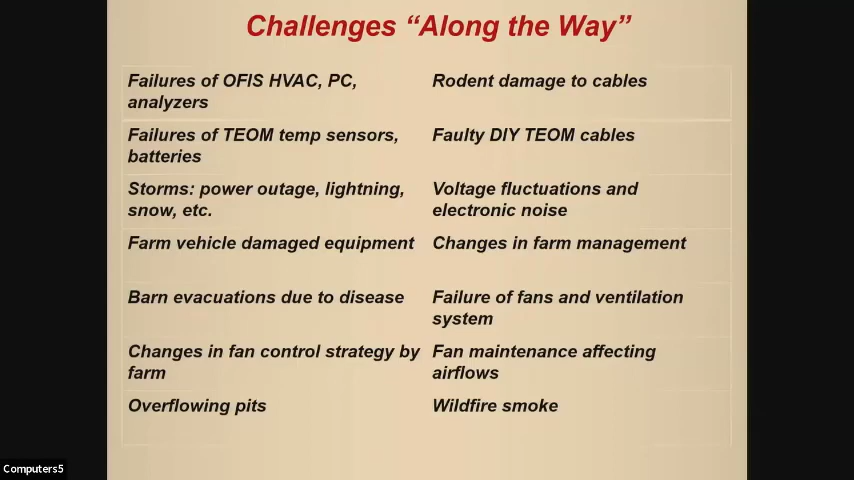 Challenges “Along the Way”
Failures of OFIS HVAC, PC,
analyzers
Rodent damage to cables
Failures of TEOM temp sensors,
batteries
Faulty DIY TEOM cables
Storms: power outage, lightning,
snow, etc.
Voltage fluctuations and
electronic noise
Farm vehicle damaged equipment
Changes in farm management
Barn evacuations due to disease
Failure of fans and ventilation
system
Changes in fan control strategy by
farm
Fan maintenance affecting
airflows
Overflowing pits
Wildfire smoke
Computers5